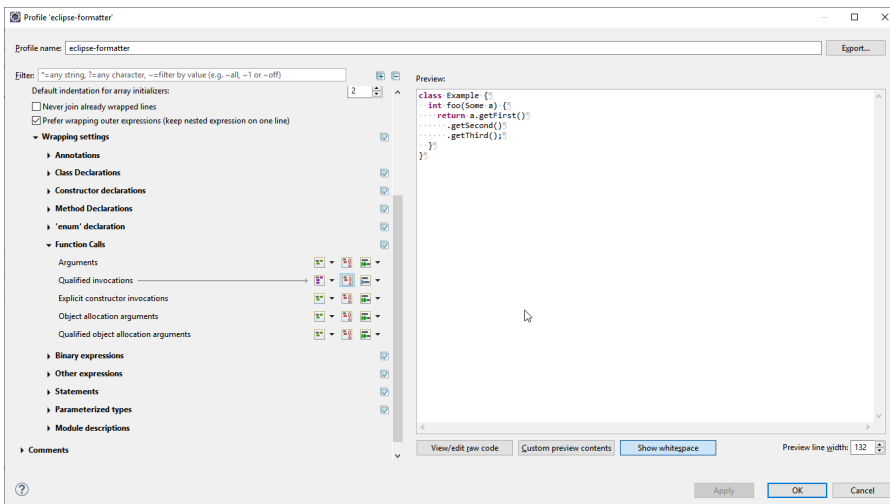 Profile 'eclipse-formatter'
Profile name: eclipse-formatter
Export...
Filter: *=any string, ?=any character, ~=filter by value (e.g. ~all, ~1 or ~off)
Default indentation for array initializers: 2
Never join already wrapped lines
Prefer wrapping outer expressions (keep nested expression on one line)
Wrapping settings
Annotations
Class Declarations
Constructor declarations
Method Declarations
'enum' declaration
Function Calls
Arguments
Qualified invocations
Explicit constructor invocations
Object allocation arguments
Qualified object allocation arguments
Binary expressions
Other expressions
Statements
Parameterized types
Module descriptions
Comments
Preview:
class·Example·{¶
··int·foo(Some·a)·{¶
····return·a.getFirst()¶
······.getSecond()¶
······.getThird();¶
··}¶
}¶
View/edit raw code
Custom preview contents
Show whitespace
Preview line width: 132
Apply
OK
Cancel